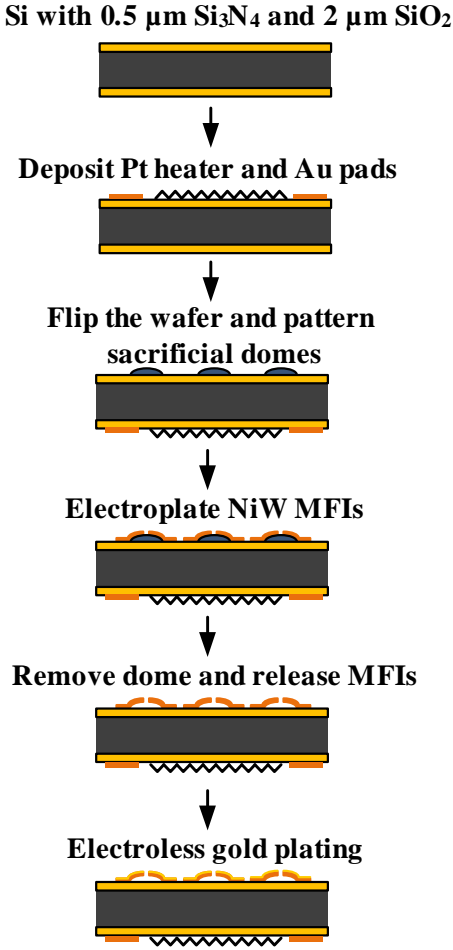 Si with 0.5 µm Si₃N₄ and 2 µm SiO₂
Deposit Pt heater and Au pads
Flip the wafer and pattern
sacrificial domes
Electroplate NiW MFIs
Remove dome and release MFIs
Electroless gold plating